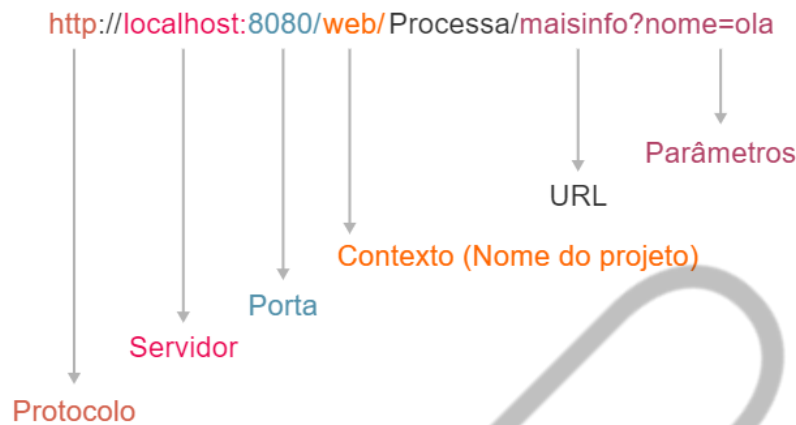 http://localhost:8080/web/Processa/maisinfo?nome=ola
Parâmetros
URL
Contexto (Nome do projeto)
Porta
Servidor
Protocolo